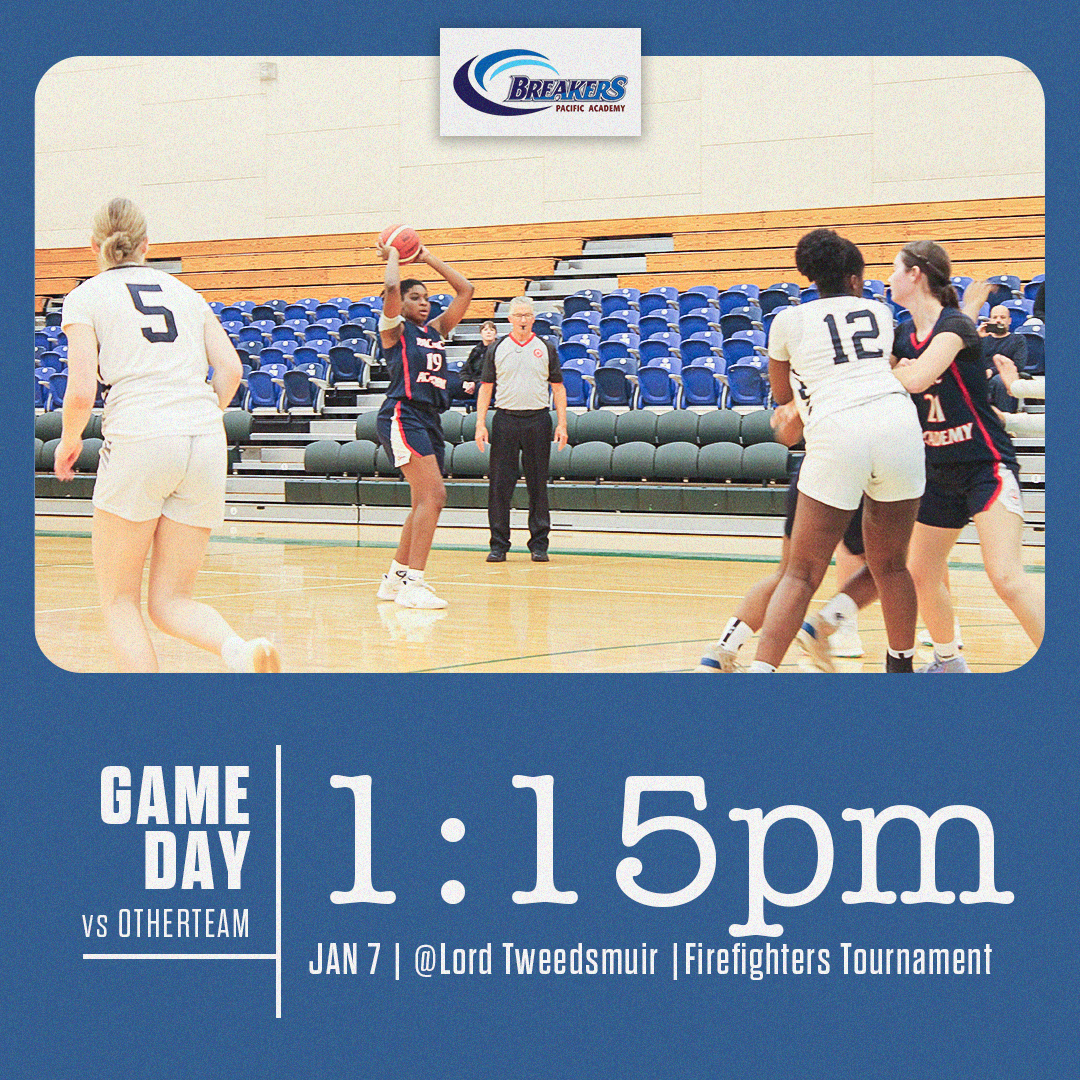 BREAKERS
PACIFIC ACADEMY
5
19
12
21
GAME
DAY
vs OTHERTEAM
1:15pm
JAN 7 | @Lord Tweedsmuir |Firefighters Tournament